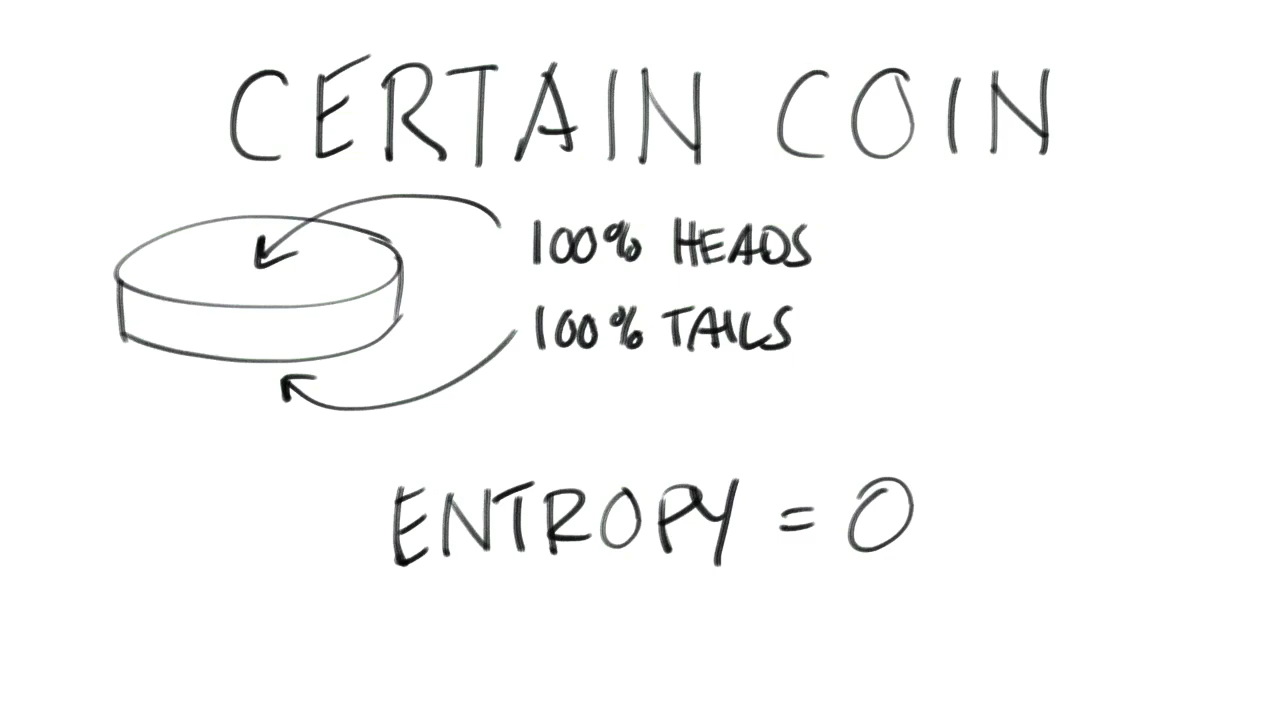 CERTAIN COIN
100% HEADS
100% TAILS
ENTROPY = 0